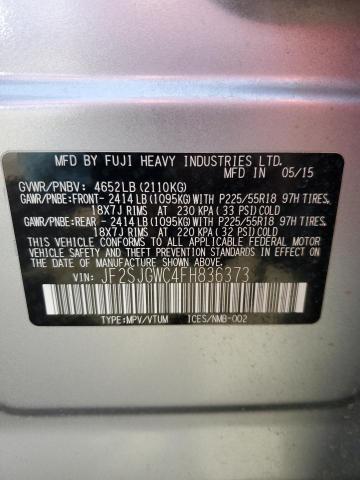 MFD BY FUJI HEAVY INDUSTRIES LTD.
MFD IN 05/15
GVWR/PNBV: 4652LB (2110KG)
GAWR/PNBE:FRONT- 2414LB(1095KG)WITH P225/55R18 97H TIRES,
18X7J RIMS AT 230 KPA(33 PSI)COLD
GAWR/PNBE:REAR - 2414LB(1095KG)WITH P225/55R18 97H TIRES,
18X7J RIMS AT 220 KPA(32 PSI)COLD
THIS VEHICLE CONFORMS TO ALL APPLICABLE FEDERAL MOTOR
VEHICLE SAFETY AND THEFT PREVENTION STANDARDS IN
EFFECT ON THE DATE OF MANUFACTURE SHOWN ABOVE.
VIN: JF2SJGWC4FH836373
TYPE:MPV/VTUM ICES/NMB-002